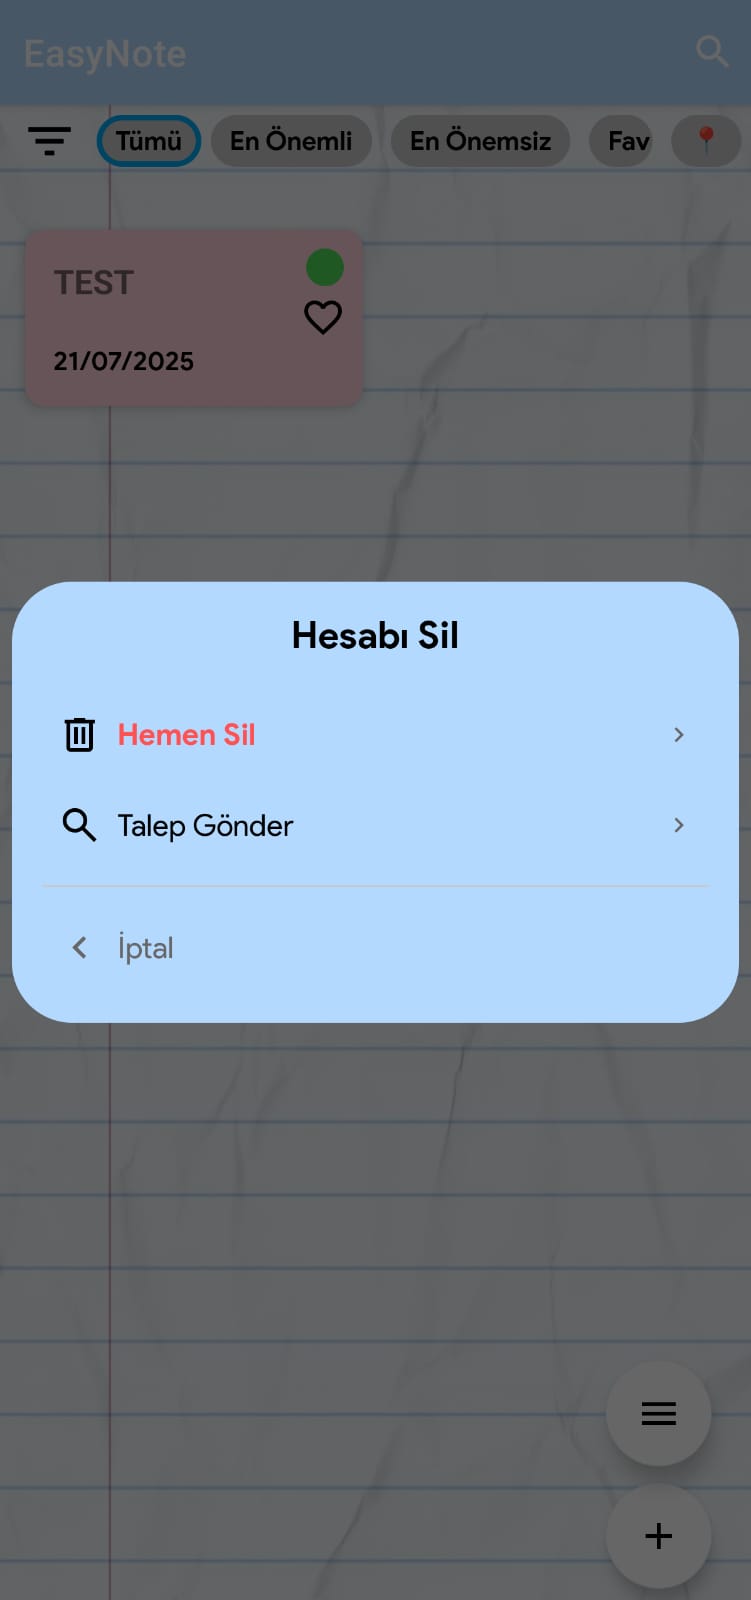 EasyNote
Tümü En Önemli En Önemsiz Fav
TEST
21/07/2025
Hesabı Sil
Hemen Sil
Talep Gönder
İptal